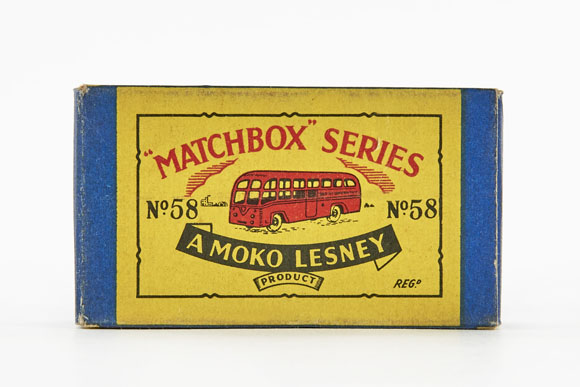 "MATCHBOX" SERIES
Nº58 Nº58
A MOKO LESNEY
PRODUCT
REGD